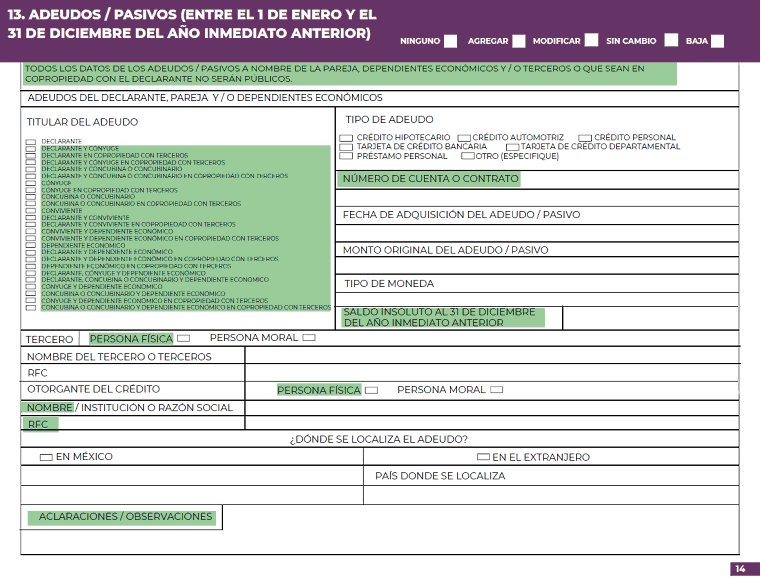 13. ADEUDOS / PASIVOS (ENTRE EL 1 DE ENERO Y EL
31 DE DICIEMBRE DEL AÑO INMEDIATO ANTERIOR)
NINGUNO AGREGAR MODIFICAR SIN CAMBIO BAJA
TODOS LOS DATOS DE LOS ADEUDOS / PASIVOS A NOMBRE DE LA PAREJA, DEPENDIENTES ECONÓMICOS Y / O TERCEROS O QUE SEAN EN
COPROPIEDAD CON EL DECLARANTE NO SERÁN PÚBLICOS.
ADEUDOS DEL DECLARANTE, PAREJA Y / O DEPENDIENTES ECONÓMICOS
TITULAR DEL ADEUDO
DECLARANTE
DECLARANTE Y CÓNYUGE
DECLARANTE EN COPROPIEDAD CON TERCEROS
DECLARANTE Y CÓNYUGE EN COPROPIEDAD CON TERCEROS
DECLARANTE Y CONCUBINA O CONCUBINARIO
DECLARANTE Y CONCUBINA O CONCUBINARIO EN COPROPIEDAD CON TERCEROS
CÓNYUGE
CÓNYUGE EN COPROPIEDAD CON TERCEROS
CONCUBINA O CONCUBINARIO
CONCUBINA O CONCUBINARIO EN COPROPIEDAD CON TERCEROS
CONVIVIENTE
DECLARANTE Y CONVIVIENTE
DECLARANTE Y CONVIVIENTE EN COPROPIEDAD CON TERCEROS
CONVIVIENTE Y DEPENDIENTE ECONÓMICO
CONVIVIENTE Y DEPENDIENTE ECONÓMICO EN COPROPIEDAD CON TERCEROS
DEPENDIENTE ECONÓMICO
DECLARANTE Y DEPENDIENTE ECONÓMICO
DECLARANTE Y DEPENDIENTE ECONÓMICO EN COPROPIEDAD CON TERCEROS
DEPENDIENTE ECONÓMICO EN COPROPIEDAD CON TERCEROS
DECLARANTE, CÓNYUGE Y DEPENDIENTE ECONÓMICO
DECLARANTE, CONCUBINA O CONCUBINARIO Y DEPENDIENTE ECONÓMICO
CONYUGE Y DEPENDIENTE ECONÓMICO
CONCUBINA O CONCUBINARIO Y DEPENDIENTE ECONÓMICO
CONYUGE Y DEPENDIENTE ECONÓMICO EN COPROPIEDAD CON TERCEROS
CONCUBINA O CONCUBINARIO Y DEPENDIENTE ECONÓMICO EN COPROPIEDAD CON TERCEROS
TIPO DE ADEUDO
CRÉDITO HIPOTECARIO CRÉDITO AUTOMOTRIZ CRÉDITO PERSONAL
TARJETA DE CRÉDITO BANCARIA TARJETA DE CRÉDITO DEPARTAMENTAL
PRÉSTAMO PERSONAL OTRO (ESPECIFIQUE)
NÚMERO DE CUENTA O CONTRATO
FECHA DE ADQUISICIÓN DEL ADEUDO / PASIVO
MONTO ORIGINAL DEL ADEUDO / PASIVO
TIPO DE MONEDA
SALDO INSOLUTO AL 31 DE DICIEMBRE
DEL AÑO INMEDIATO ANTERIOR
TERCERO PERSONA FÍSICA PERSONA MORAL
NOMBRE DEL TERCERO O TERCEROS
RFC
OTORGANTE DEL CRÉDITO PERSONA FÍSICA PERSONA MORAL
NOMBRE / INSTITUCIÓN O RAZÓN SOCIAL
RFC
¿DÓNDE SE LOCALIZA EL ADEUDO?
EN MÉXICO EN EL EXTRANJERO
PAÍS DONDE SE LOCALIZA
ACLARACIONES / OBSERVACIONES
14